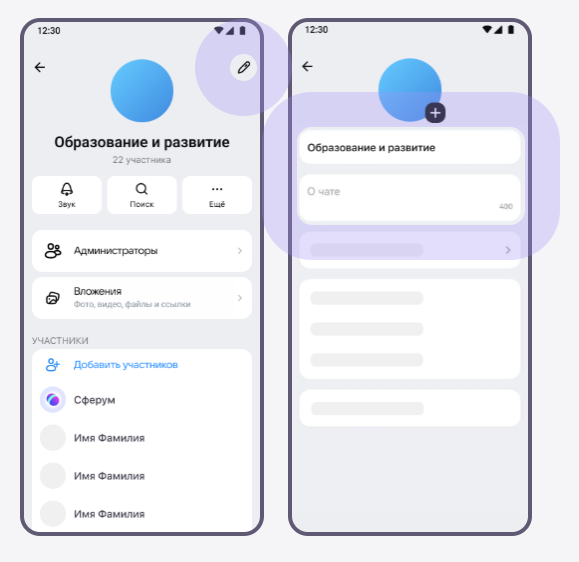 12:30
Образование и развитие
22 участника
Звук
Поиск
Ещё
Администраторы
Вложения
Фото, видео, файлы и ссылки
УЧАСТНИКИ
Добавить участников
Сферум
Имя Фамилия
Имя Фамилия
Имя Фамилия
12:30
Образование и развитие
О чате
400